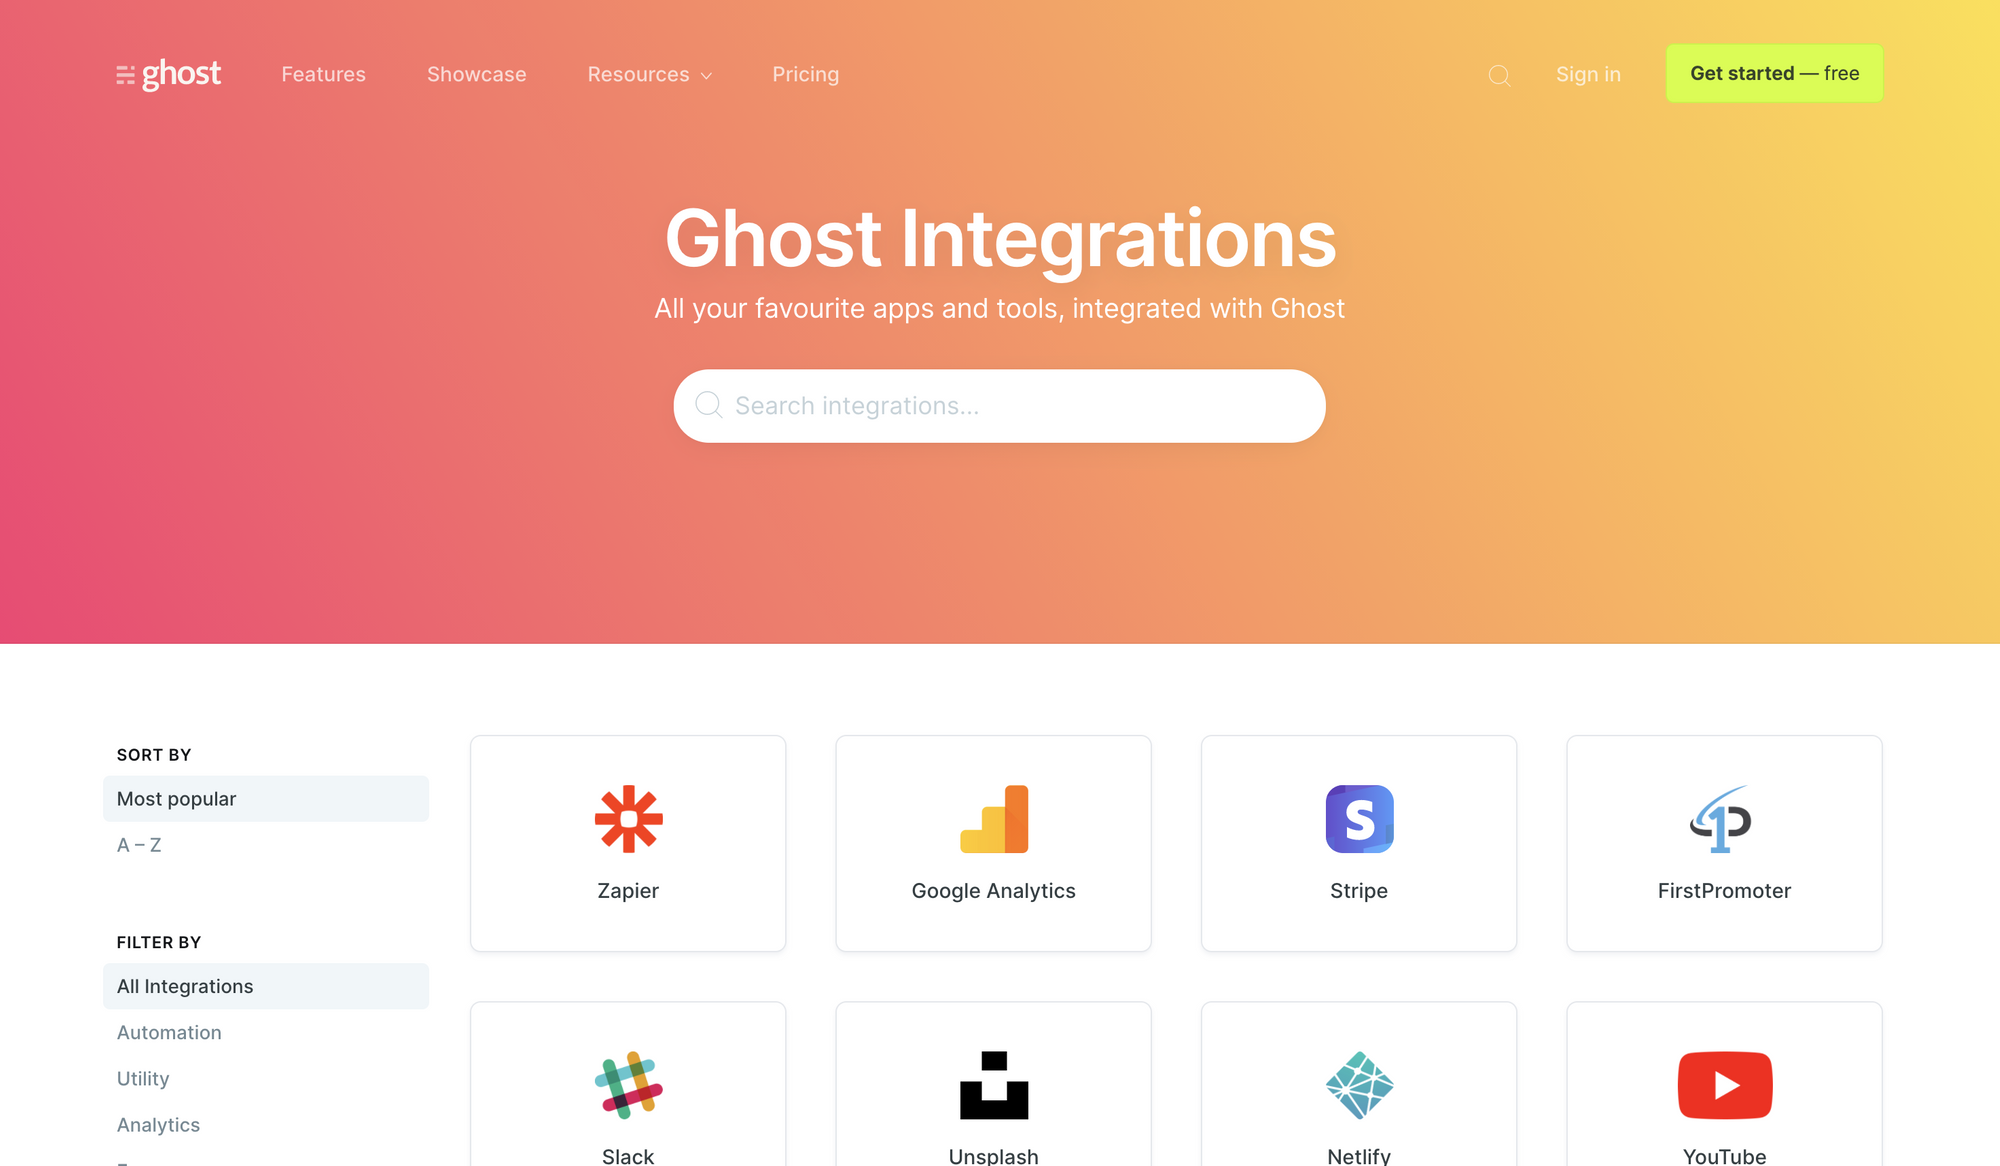 ghost
Features
Showcase
Resources
Pricing
Sign in
Get started — free
Ghost Integrations
All your favourite apps and tools, integrated with Ghost
Search integrations...
SORT BY
Most popular
A – Z
FILTER BY
All Integrations
Automation
Utility
Analytics
Zapier
Google Analytics
Stripe
FirstPromoter
Slack
Unsplash
Netlify
YouTube